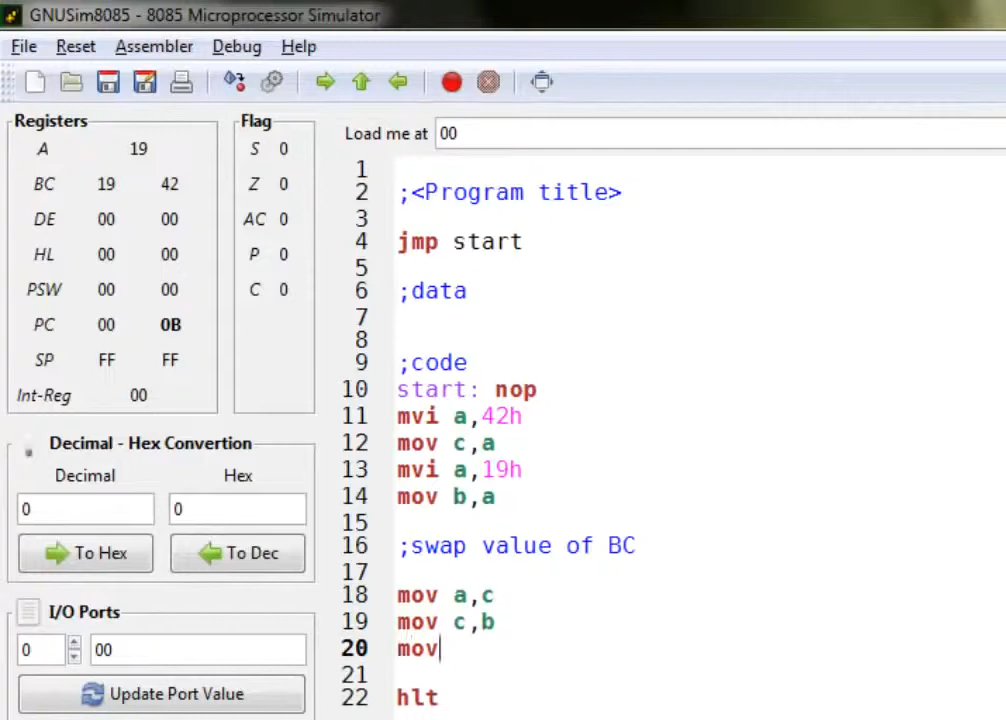 GNUSim8085 - 8085 Microprocessor Simulator
File Reset Assembler Debug Help
Registers
A 19
BC 19 42
DE 00 00
HL 00 00
PSW 00 00
PC 00 0B
SP FF FF
Int-Reg 00
Flag
S 0
Z 0
AC 0
P 0
C 0
Decimal - Hex Convertion
Decimal Hex
0 0
To Hex To Dec
I/O Ports
0 00
Update Port Value
Load me at 00
1
2 ;<Program title>
3
4 jmp start
5
6 ;data
7
8
9 ;code
10 start: nop
11 mvi a,42h
12 mov c,a
13 mvi a,19h
14 mov b,a
15
16 ;swap value of BC
17
18 mov a,c
19 mov c,b
20 mov
21
22 hlt